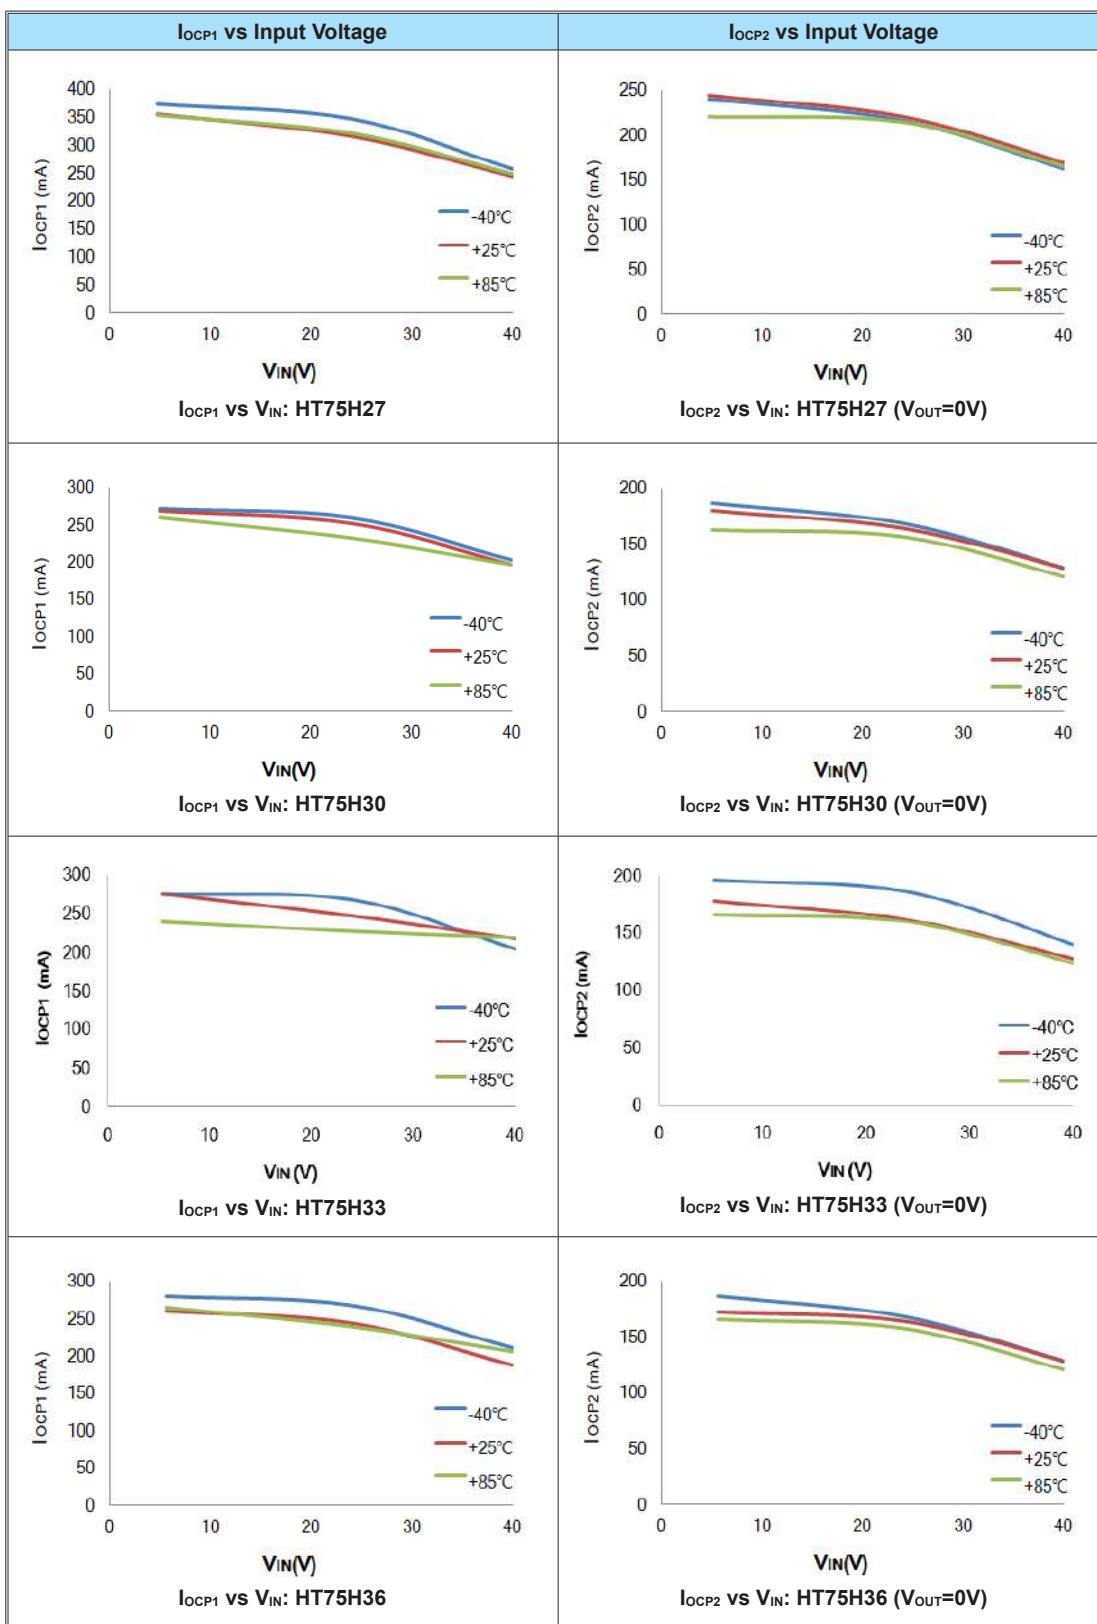 IOCP1 vs Input Voltage
IOCP2 vs Input Voltage
400
350
300
250
200
150
100
50
0
IOCP1 (mA)
-40℃
+25℃
+85℃
0 10 20 30 40
VIN(V)
IOCP1 vs VIN: HT75H27
250
200
150
100
50
0
IOCP2 (mA)
-40℃
+25℃
+85℃
0 10 20 30 40
VIN(V)
IOCP2 vs VIN: HT75H27 (VOUT=0V)
300
250
200
150
100
50
0
IOCP1 (mA)
-40℃
+25℃
+85℃
0 10 20 30 40
VIN(V)
IOCP1 vs VIN: HT75H30
200
150
100
50
0
IOCP2 (mA)
-40℃
+25℃
+85℃
0 10 20 30 40
VIN(V)
IOCP2 vs VIN: HT75H30 (VOUT=0V)
300
250
200
150
100
50
0
IOCP1 (mA)
-40℃
+25℃
+85℃
0 10 20 30 40
VIN (V)
IOCP1 vs VIN: HT75H33
200
150
100
50
0
IOCP2 (mA)
-40℃
+25℃
+85℃
0 10 20 30 40
VIN (V)
IOCP2 vs VIN: HT75H33 (VOUT=0V)
300
250
200
150
100
50
0
IOCP1 (mA)
-40℃
+25℃
+85℃
0 10 20 30 40
VIN(V)
IOCP1 vs VIN: HT75H36
200
150
100
50
0
IOCP2 (mA)
-40℃
+25℃
+85℃
0 10 20 30 40
VIN(V)
IOCP2 vs VIN: HT75H36 (VOUT=0V)